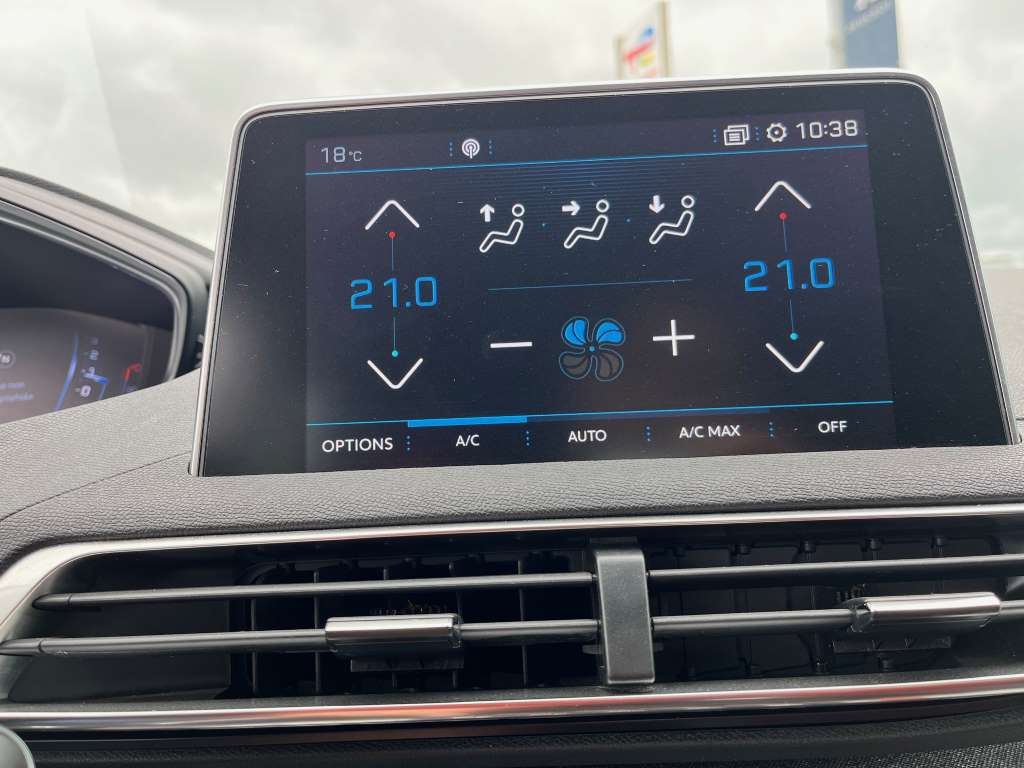 18°C
10:38
21.0
21.0
OPTIONS
A/C
AUTO
A/C MAX
OFF